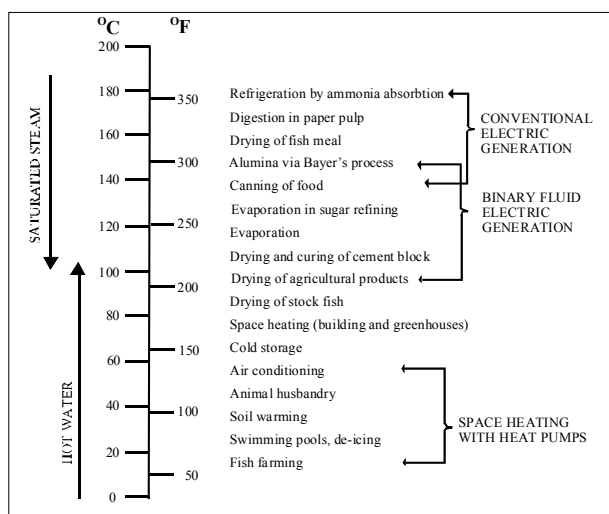 °C
°F
200
180
160
140
120
100
80
60
40
20
0
350
300
250
200
150
100
50
SATURATED STEAM
HOT WATER
Refrigeration by ammonia absorbtion
Digestion in paper pulp
Drying of fish meal
Alumina via Bayer's process
Canning of food
Evaporation in sugar refining
Evaporation
Drying and curing of cement block
Drying of agricultural products
Drying of stock fish
Space heating (building and greenhouses)
Cold storage
Air conditioning
Animal husbandry
Soil warming
Swimming pools, de-icing
Fish farming
CONVENTIONAL
ELECTRIC
GENERATION
BINARY FLUID
ELECTRIC
GENERATION
SPACE HEATING
WITH HEAT PUMPS